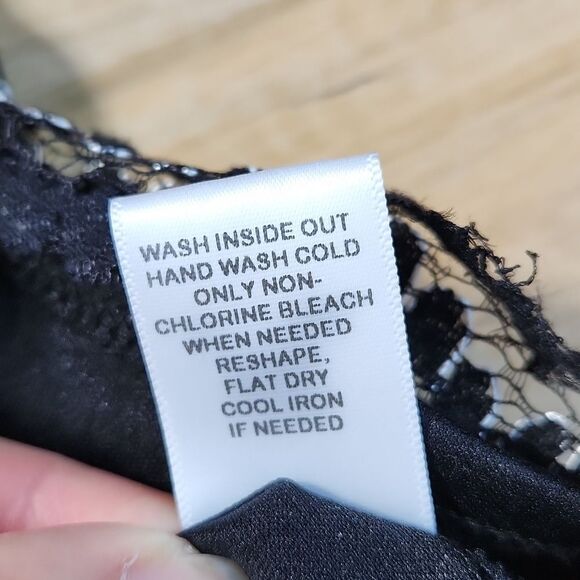 WASH INSIDE OUT
HAND WASH COLD
ONLY NON-
CHLORINE BLEACH
WHEN NEEDED
RESHAPE,
FLAT DRY
COOL IRON
IF NEEDED